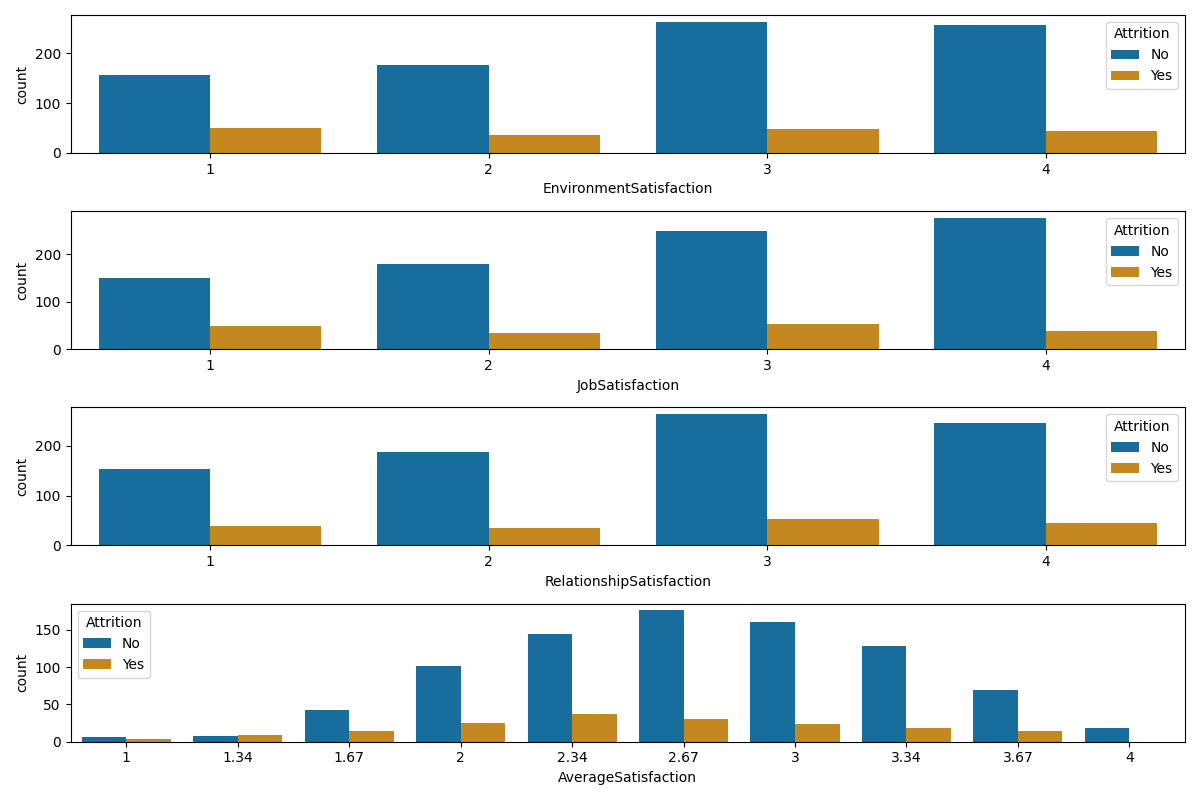 count
200
100
0
Attrition
No
Yes
1 2 3 4
EnvironmentSatisfaction
count
200
100
0
Attrition
No
Yes
1 2 3 4
JobSatisfaction
count
200
100
0
Attrition
No
Yes
1 2 3 4
RelationshipSatisfaction
count
150
100
50
0
Attrition
No
Yes
1 1.34 1.67 2 2.34 2.67 3 3.34 3.67 4
AverageSatisfaction